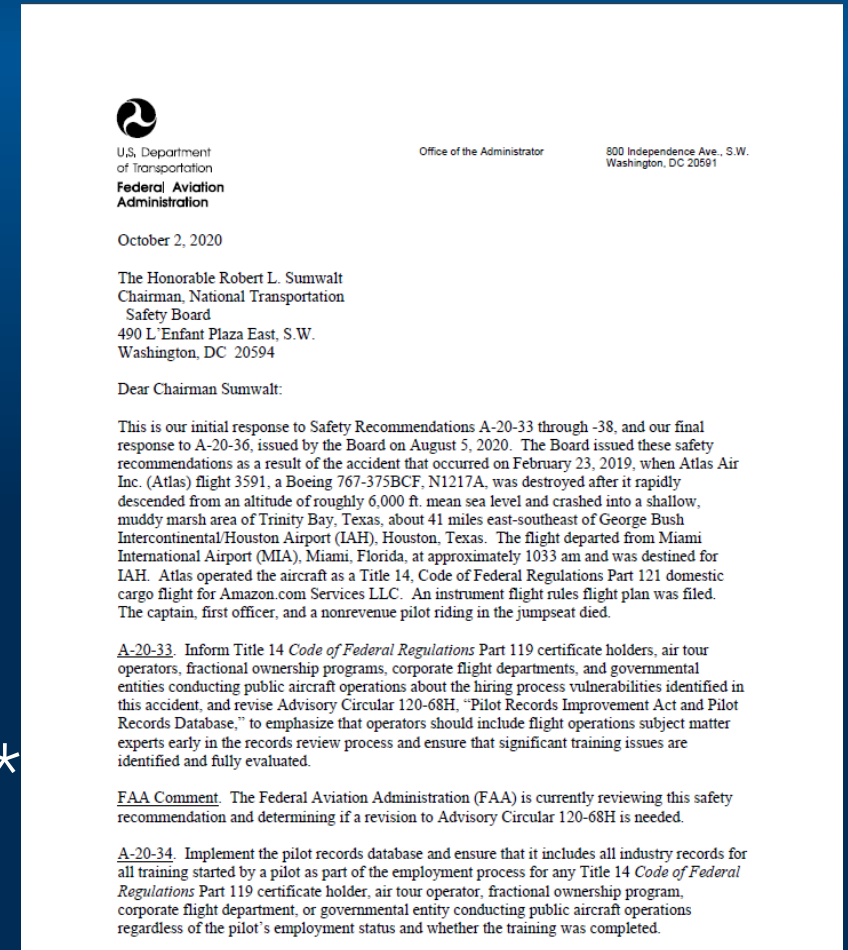 U.S. Department
of Transportation
Federal Aviation
Administration
Office of the Administrator
800 Independence Ave., S.W.
Washington, DC 20591
October 2, 2020
The Honorable Robert L. Sumwalt
Chairman, National Transportation
Safety Board
490 L'Enfant Plaza East, S.W.
Washington, DC 20594
Dear Chairman Sumwalt:
This is our initial response to Safety Recommendations A-20-33 through -38, and our final
response to A-20-36, issued by the Board on August 5, 2020. The Board issued these safety
recommendations as a result of the accident that occurred on February 23, 2019, when Atlas Air
Inc. (Atlas) flight 3591, a Boeing 767-375BCF, N1217A, was destroyed after it rapidly
descended from an altitude of roughly 6,000 ft. mean sea level and crashed into a shallow,
muddy marsh area of Trinity Bay, Texas, about 41 miles east-southeast of George Bush
Intercontinental/Houston Airport (IAH), Houston, Texas. The flight departed from Miami
International Airport (MIA), Miami, Florida, at approximately 1033 am and was destined for
IAH. Atlas operated the aircraft as a Title 14, Code of Federal Regulations Part 121 domestic
cargo flight for Amazon.com Services LLC. An instrument flight rules flight plan was filed.
The captain, first officer, and a nonrevenue pilot riding in the jumpseat died.
A-20-33. Inform Title 14 Code of Federal Regulations Part 119 certificate holders, air tour
operators, fractional ownership programs, corporate flight departments, and governmental
entities conducting public aircraft operations about the hiring process vulnerabilities identified in
this accident, and revise Advisory Circular 120-68H, "Pilot Records Improvement Act and Pilot
Records Database," to emphasize that operators should include flight operations subject matter
experts early in the records review process and ensure that significant training issues are
identified and fully evaluated.
*
FAA Comment. The Federal Aviation Administration (FAA) is currently reviewing this safety
recommendation and determining if a revision to Advisory Circular 120-68H is needed.
A-20-34. Implement the pilot records database and ensure that it includes all industry records for
all training started by a pilot as part of the employment process for any Title 14 Code of Federal
Regulations Part 119 certificate holder, air tour operator, fractional ownership program,
corporate flight department, or governmental entity conducting public aircraft operations
regardless of the pilot's employment status and whether the training was completed.